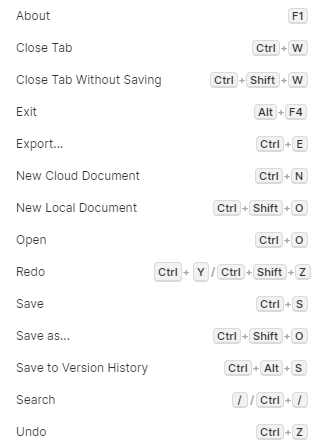 About F1
Close Tab Ctrl + W
Close Tab Without Saving Ctrl + Shift + W
Exit Alt + F4
Export... Ctrl + E
New Cloud Document Ctrl + N
New Local Document Ctrl + Shift + O
Open Ctrl + O
Redo Ctrl + Y / Ctrl + Shift + Z
Save Ctrl + S
Save as... Ctrl + Shift + O
Save to Version History Ctrl + Alt + S
Search / / Ctrl + /
Undo Ctrl + Z